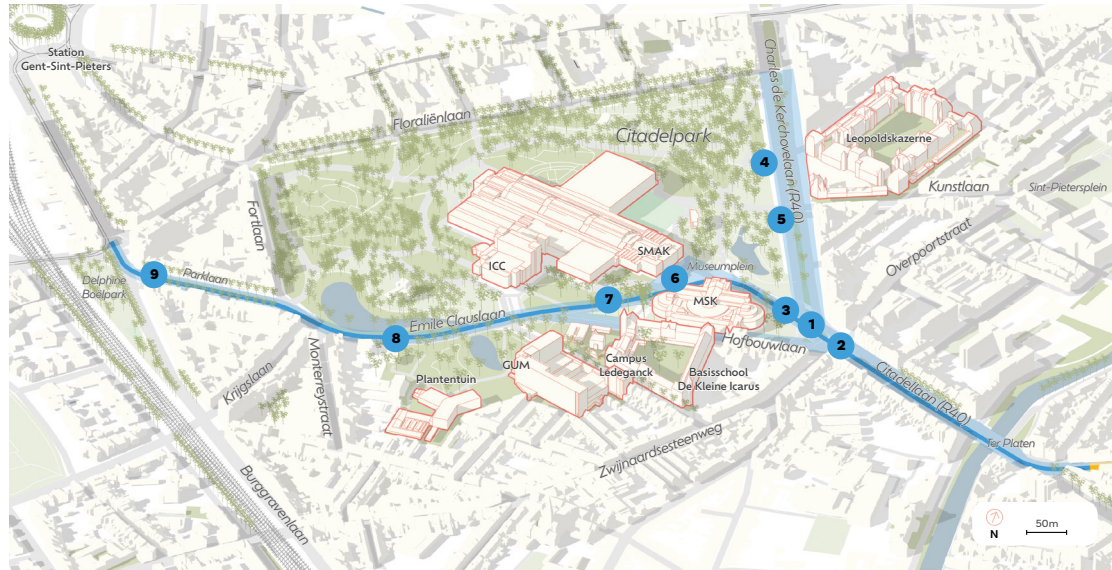 Station
Gent-Sint-Pieters
Charles de Kerchovelaan (R40)
Floraliënlaan
Citadelpark
Leopoldskazerne
4
Kunstlaan
Sint-Pietersplein
Fortlaan
5
Overpoortstraat
SMAK
ICC
Museumplein
9
Parklaan
6
Delphine
Boëlpark
7
MSK
3
Emile Clauslaan
1
8
Hofbouwlaan
2
Campus
Ledeganck
GUM
Basisschool
De Kleine Icarus
Citadellaan (R40)
Krijgslaan
Monterreystraat
Plantentuin
Zwijnaardsesteenweg
Ter Platen
Burggravenlaan
N
50m